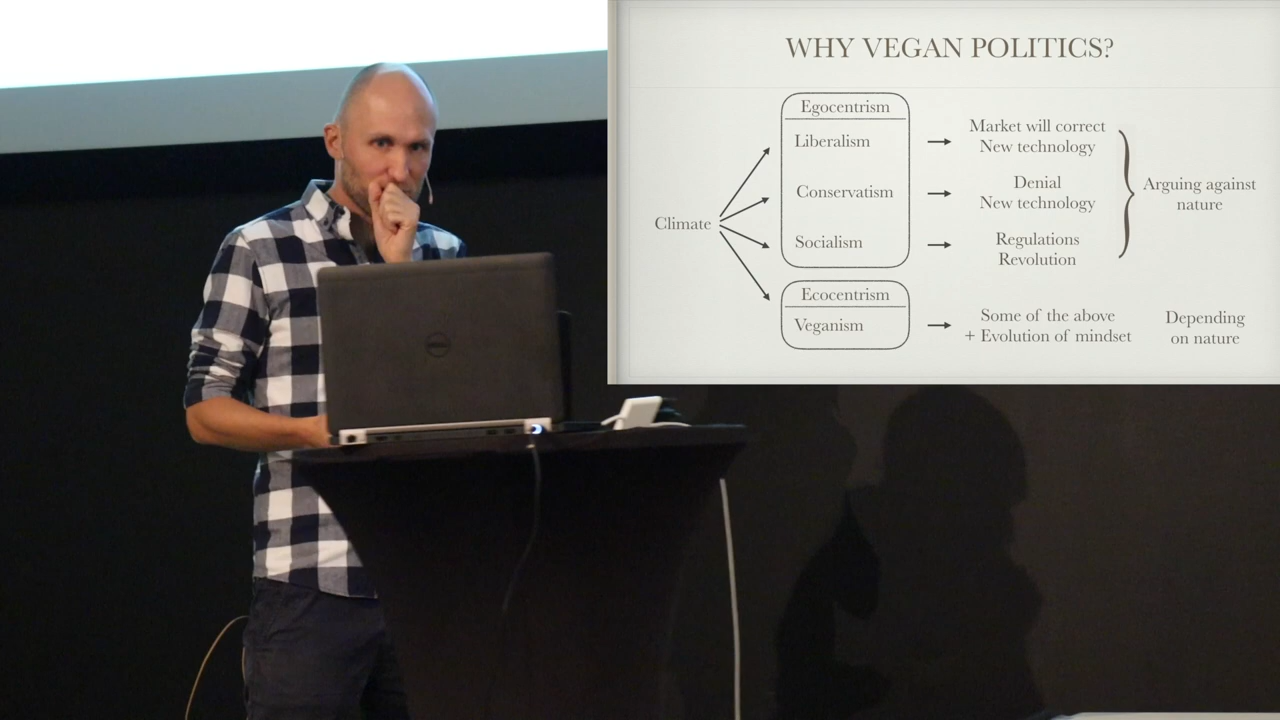 WHY VEGAN POLITICS?
Egocentrism
Liberalism
Market will correct
New technology
Conservatism
Denial
New technology
Arguing against
nature
Climate
Socialism
Regulations
Revolution
Ecocentrism
Veganism
Some of the above
+ Evolution of mindset
Depending
on nature
DELL